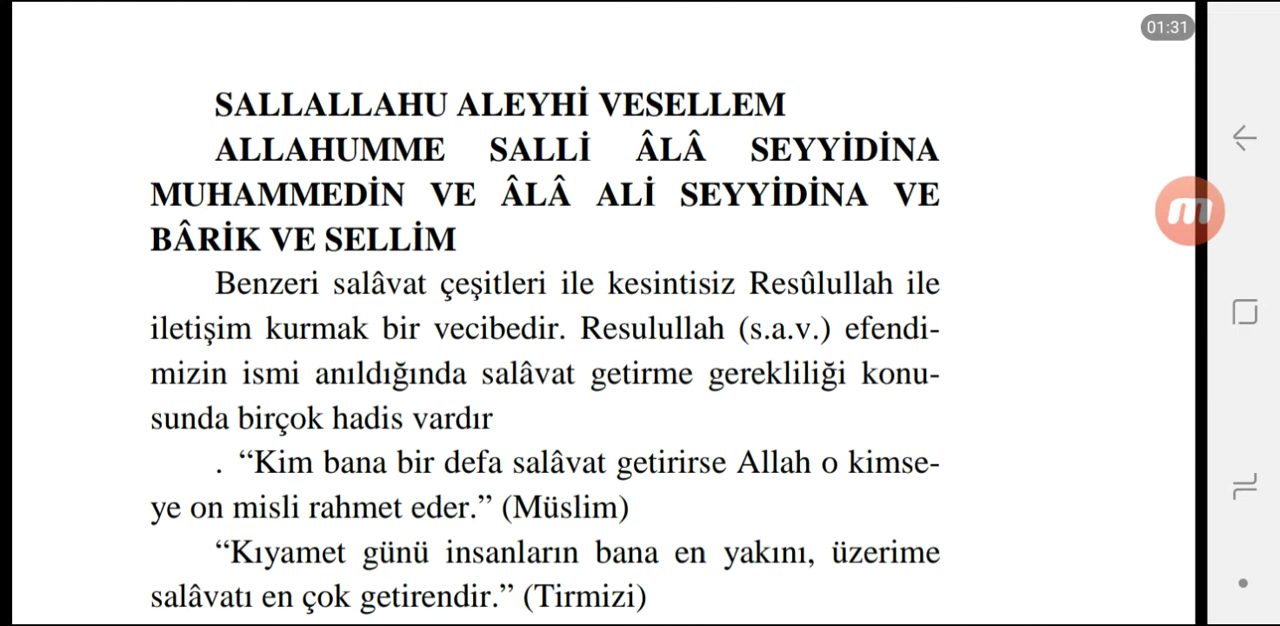 01:31
SALLALLAHU ALEYHİ VESELLEM
ALLAHUMME SALLİ ÂLÂ SEYYİDİNA
MUHAMMEDİN VE ÂLÂ ALİ SEYYİDİNA VE
BÂRİK VE SELLİM
Benzeri salâvat çeşitleri ile kesintisiz Resûlullah ile
iletişim kurmak bir vecibedir. Resulullah (s.a.v.) efendi-
mizin ismi anıldığında salâvat getirme gerekliliği konu-
sunda birçok hadis vardır
. “Kim bana bir defa salâvat getirirse Allah o kimse-
ye on misli rahmet eder.” (Müslim)
“Kıyamet günü insanların bana en yakını, üzerime
salâvatı en çok getirendir.” (Tirmizi)